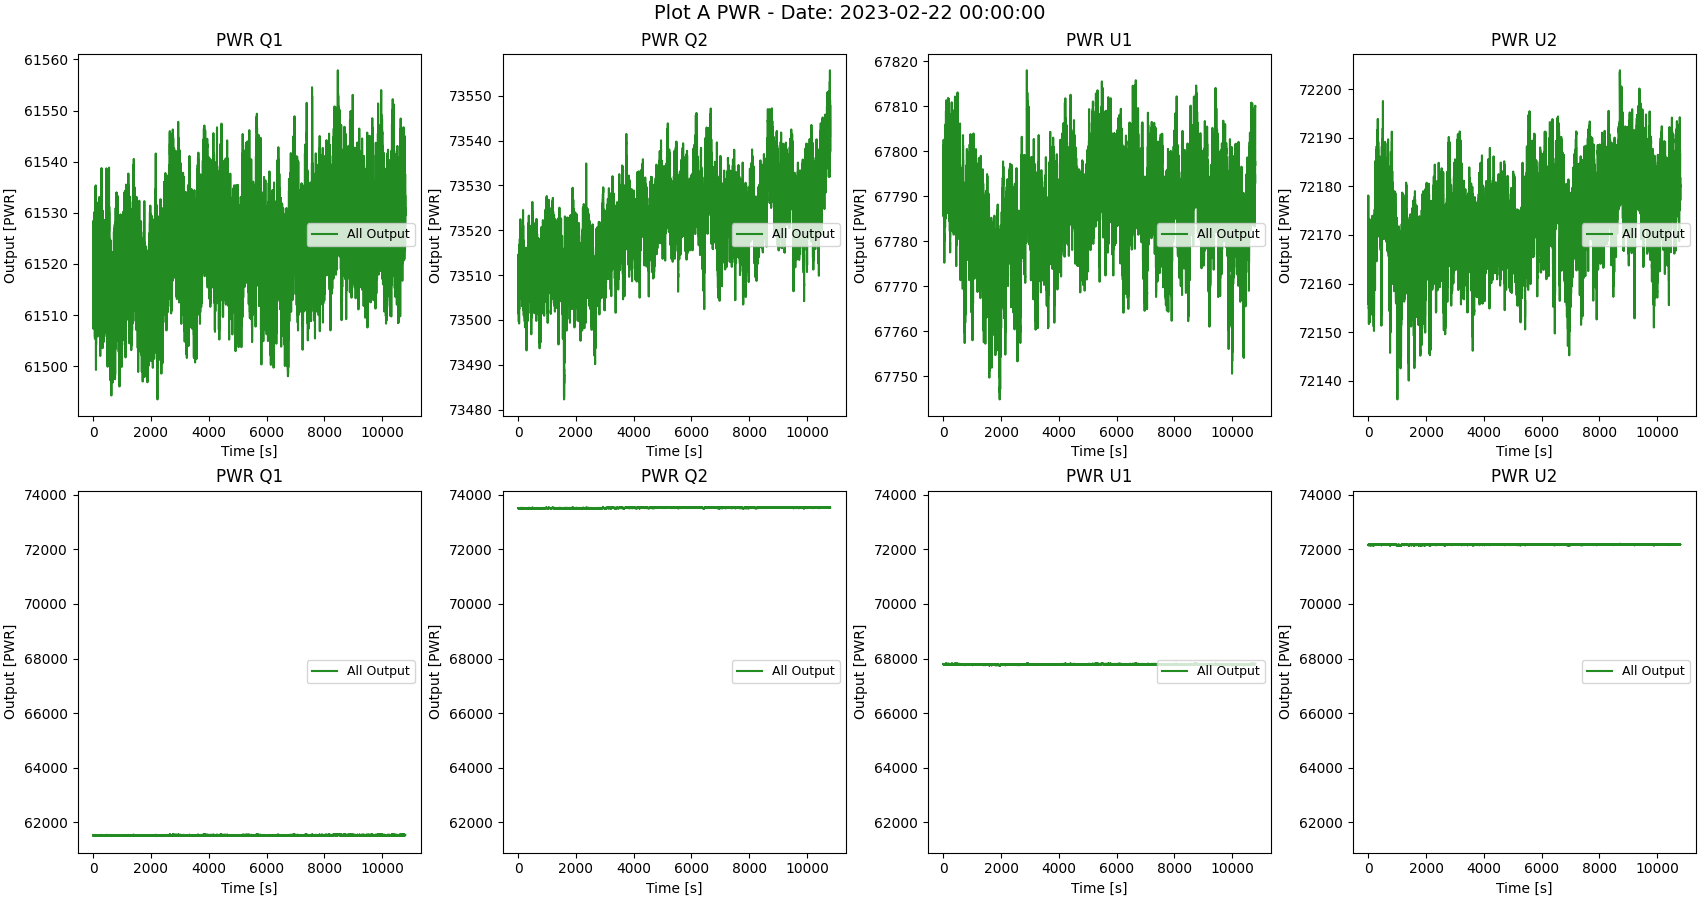 Plot A PWR - Date: 2023-02-22 00:00:00
PWR Q1
PWR Q2
PWR U1
PWR U2
Output [PWR]
61560
61550
61540
61530
61520
61510
61500
All Output
0 2000 4000 6000 8000 10000
Time [s]
Output [PWR]
73550
73540
73530
73520
73510
73500
73490
73480
All Output
0 2000 4000 6000 8000 10000
Time [s]
Output [PWR]
67820
67810
67800
67790
67780
67770
67760
67750
All Output
0 2000 4000 6000 8000 10000
Time [s]
Output [PWR]
72200
72190
72180
72170
72160
72150
72140
All Output
0 2000 4000 6000 8000 10000
Time [s]
PWR Q1
PWR Q2
PWR U1
PWR U2
Output [PWR]
74000
72000
70000
68000
66000
64000
62000
All Output
0 2000 4000 6000 8000 10000
Time [s]
Output [PWR]
74000
72000
70000
68000
66000
64000
62000
All Output
0 2000 4000 6000 8000 10000
Time [s]
Output [PWR]
74000
72000
70000
68000
66000
64000
62000
All Output
0 2000 4000 6000 8000 10000
Time [s]
Output [PWR]
74000
72000
70000
68000
66000
64000
62000
All Output
0 2000 4000 6000 8000 10000
Time [s]